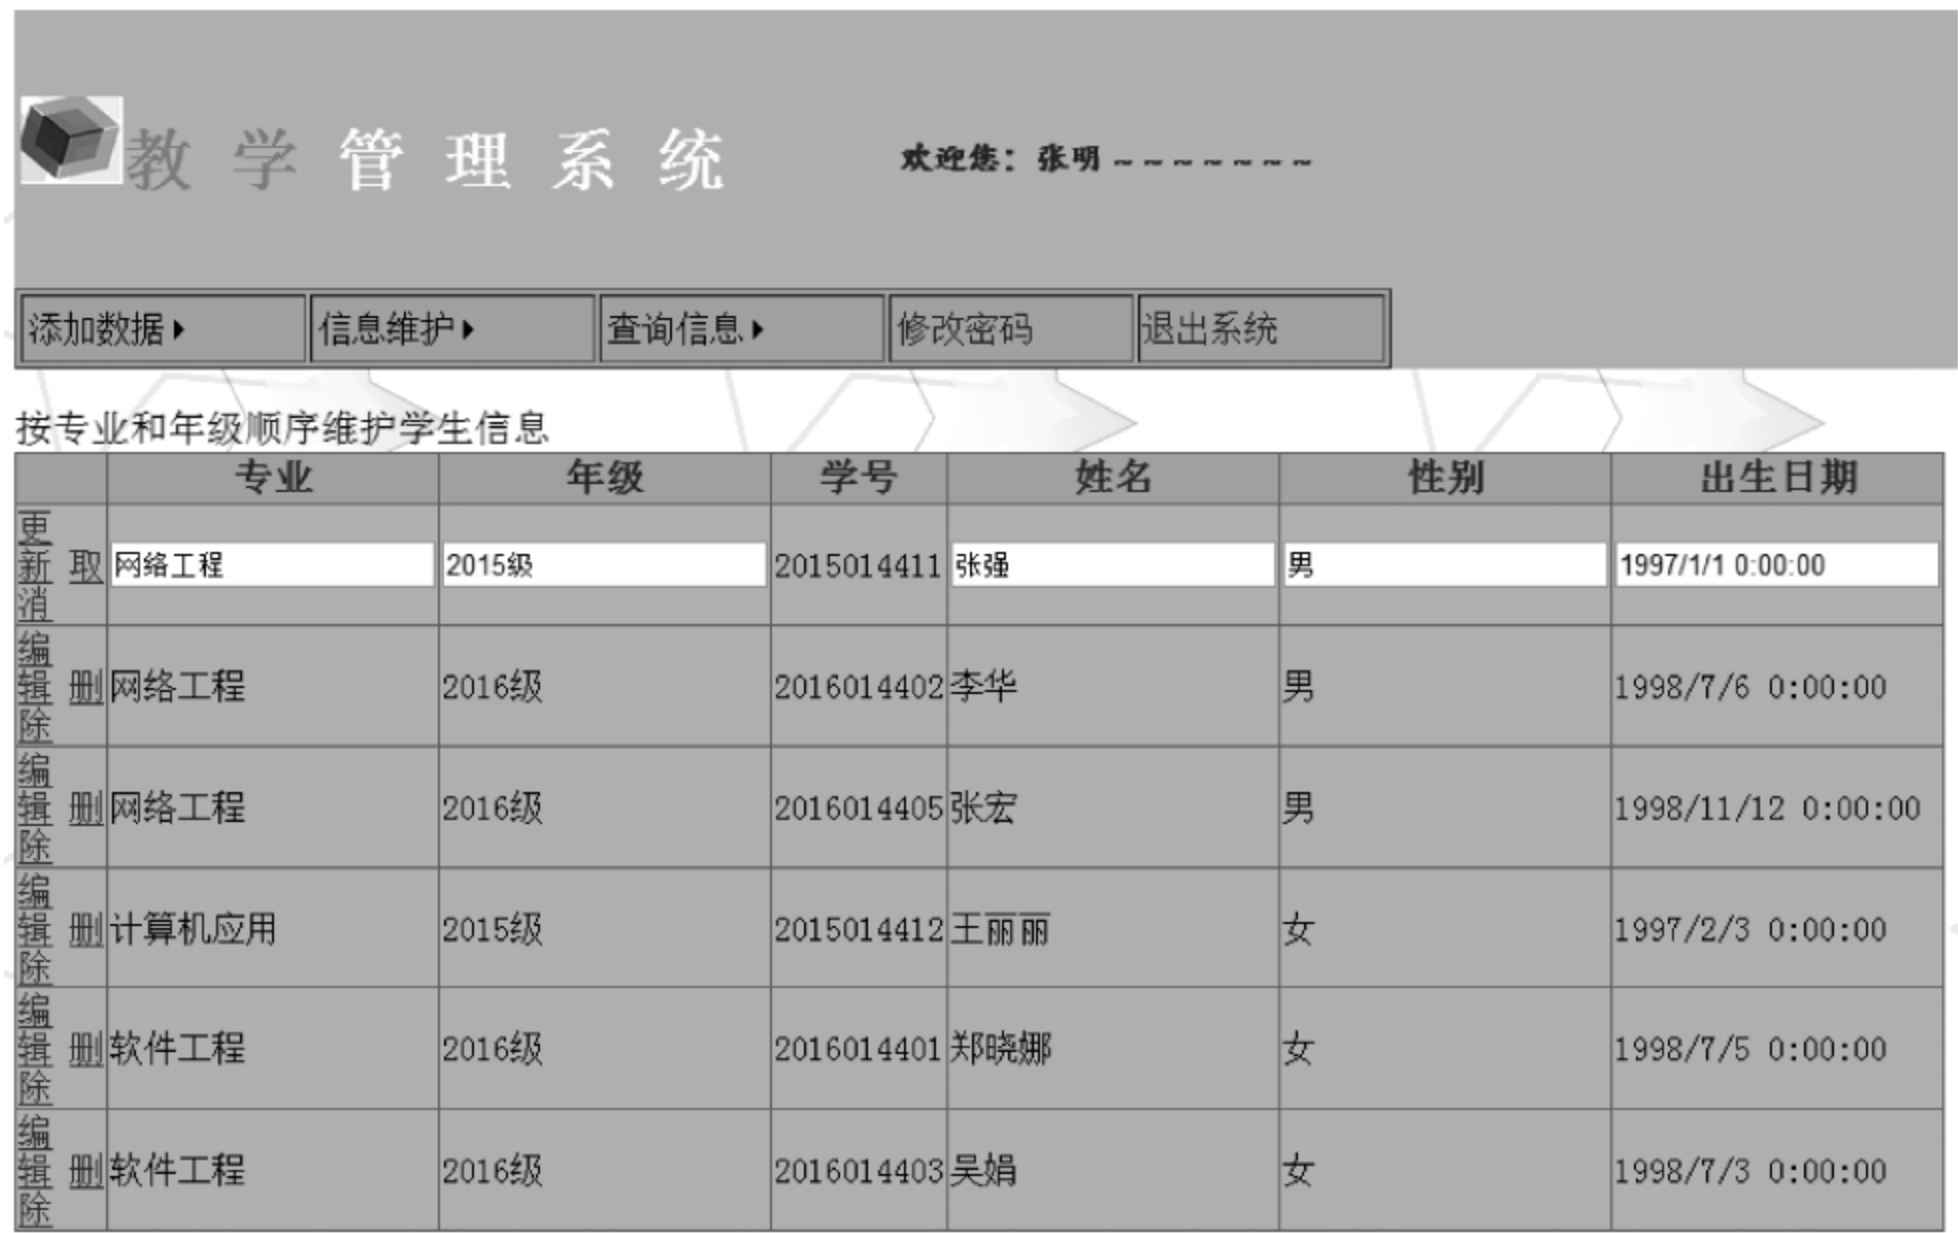 教学管理系统 欢迎您：张明~~~~~~~
添加数据▸ 信息维护▸ 查询信息▸ 修改密码 退出系统
按专业和年级顺序维护学生信息
专业 年级 学号 姓名 性别 出生日期
更新 取消 网络工程 2015级 2015014411 张强 男 1997/1/1 0:00:00
编辑 删除 网络工程 2016级 2016014402 李华 男 1998/7/6 0:00:00
编辑 删除 网络工程 2016级 2016014405 张宏 男 1998/11/12 0:00:00
编辑 删除 计算机应用 2015级 2015014412 王丽丽 女 1997/2/3 0:00:00
编辑 删除 软件工程 2016级 2016014401 郑晓娜 女 1998/7/5 0:00:00
编辑 删除 软件工程 2016级 2016014403 吴娟 女 1998/7/3 0:00:00